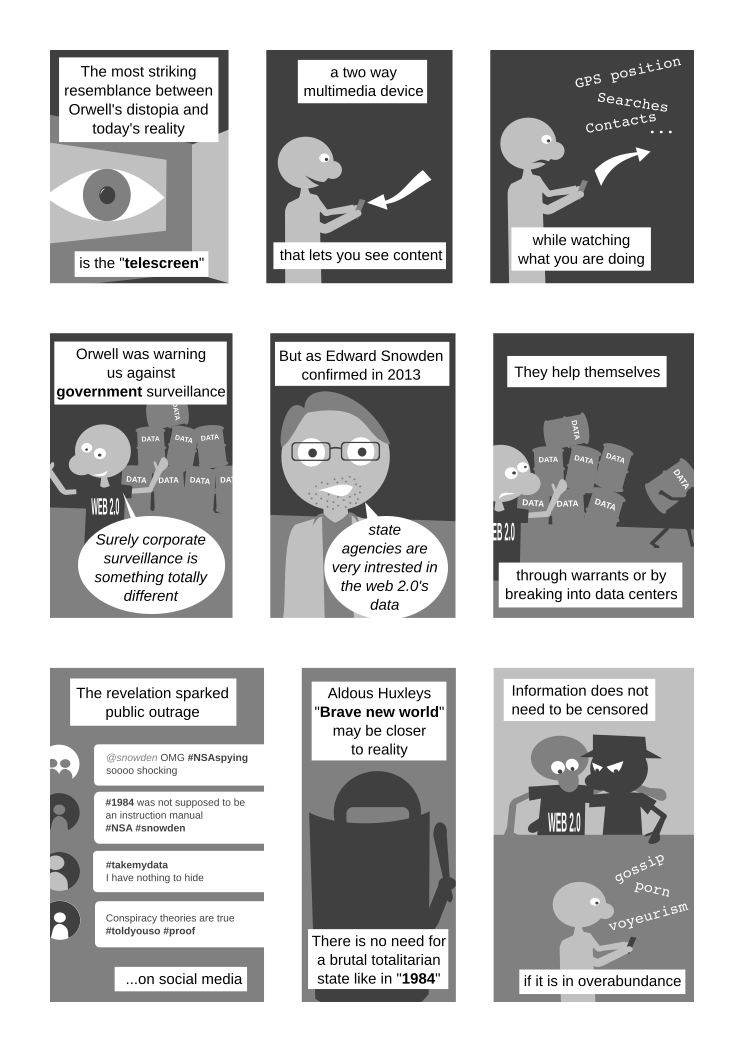 The most striking
resemblance between
Orwell's distopia and
today's reality
is the "telescreen"
a two way
multimedia device
that lets you see content
GPS position
Searches
Contacts
...
while watching
what you are doing
Orwell was warning
us against
government surveillance
DATA
DATA
DATA
DATA
DATA
DATA
DATA
DAT
WEB 2.0
Surely corporate
surveillance is
something totally
different
But as Edward Snowden
confirmed in 2013
state
agencies are
very intrested in
the web 2.0's
data
They help themselves
DATA
DATA
DATA
DATA
DATA
DATA
DATA
DATA
EB 2.0
through warrants or by
breaking into data centers
The revelation sparked
public outrage
@snowden OMG #NSAspying
soooo shocking
#1984 was not supposed to be
an instruction manual
#NSA #snowden
#takemydata
I have nothing to hide
Conspiracy theories are true
#toldyouso #proof
...on social media
Aldous Huxleys
"Brave new world"
may be closer
to reality
There is no need for
a brutal totalitarian
state like in "1984"
Information does not
need to be censored
WEB 2.0
gossip
porn
voyeurism
if it is in overabundance